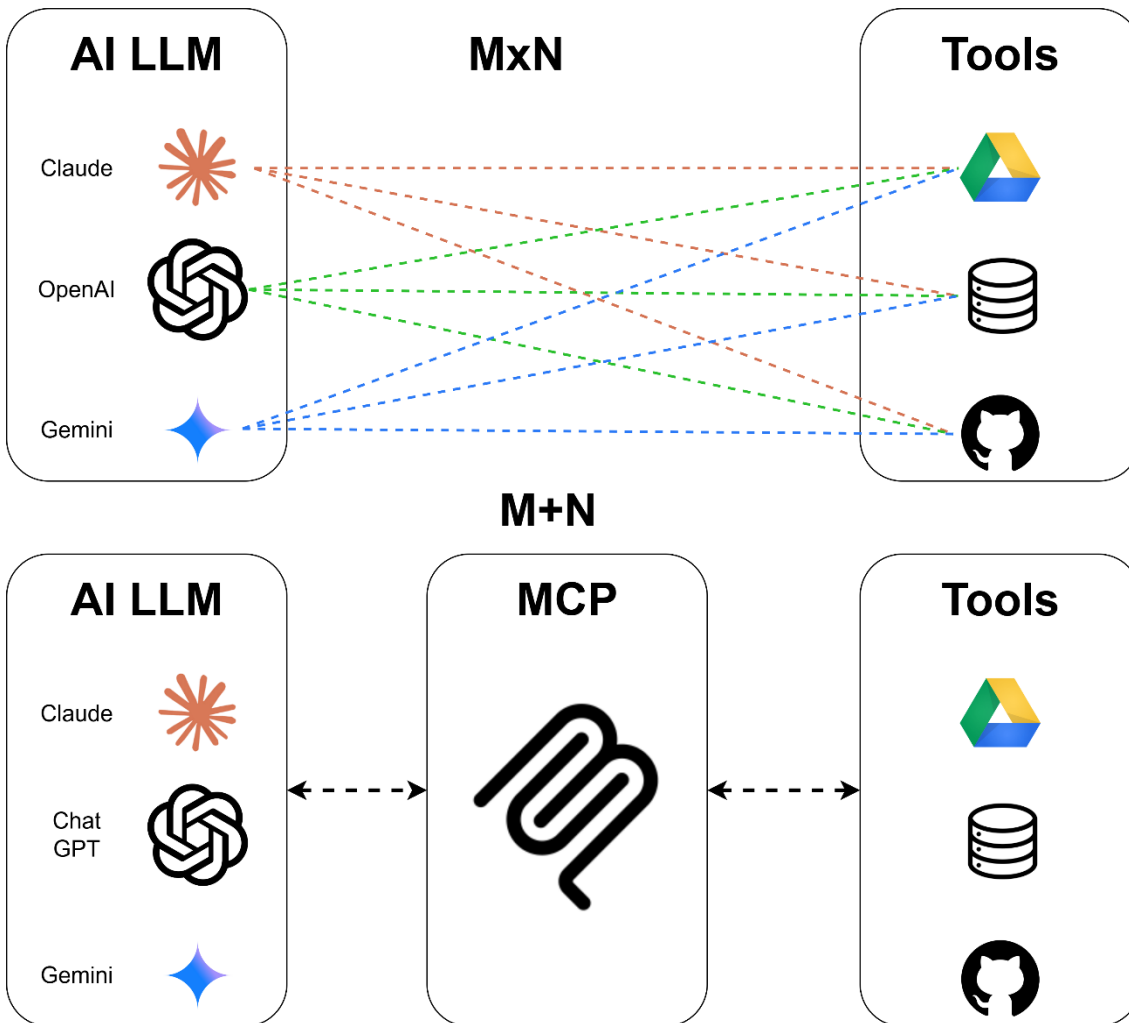 AI LLM
MxN
Tools
Claude
OpenAI
Gemini
M+N
AI LLM
MCP
Tools
Claude
Chat
GPT
Gemini